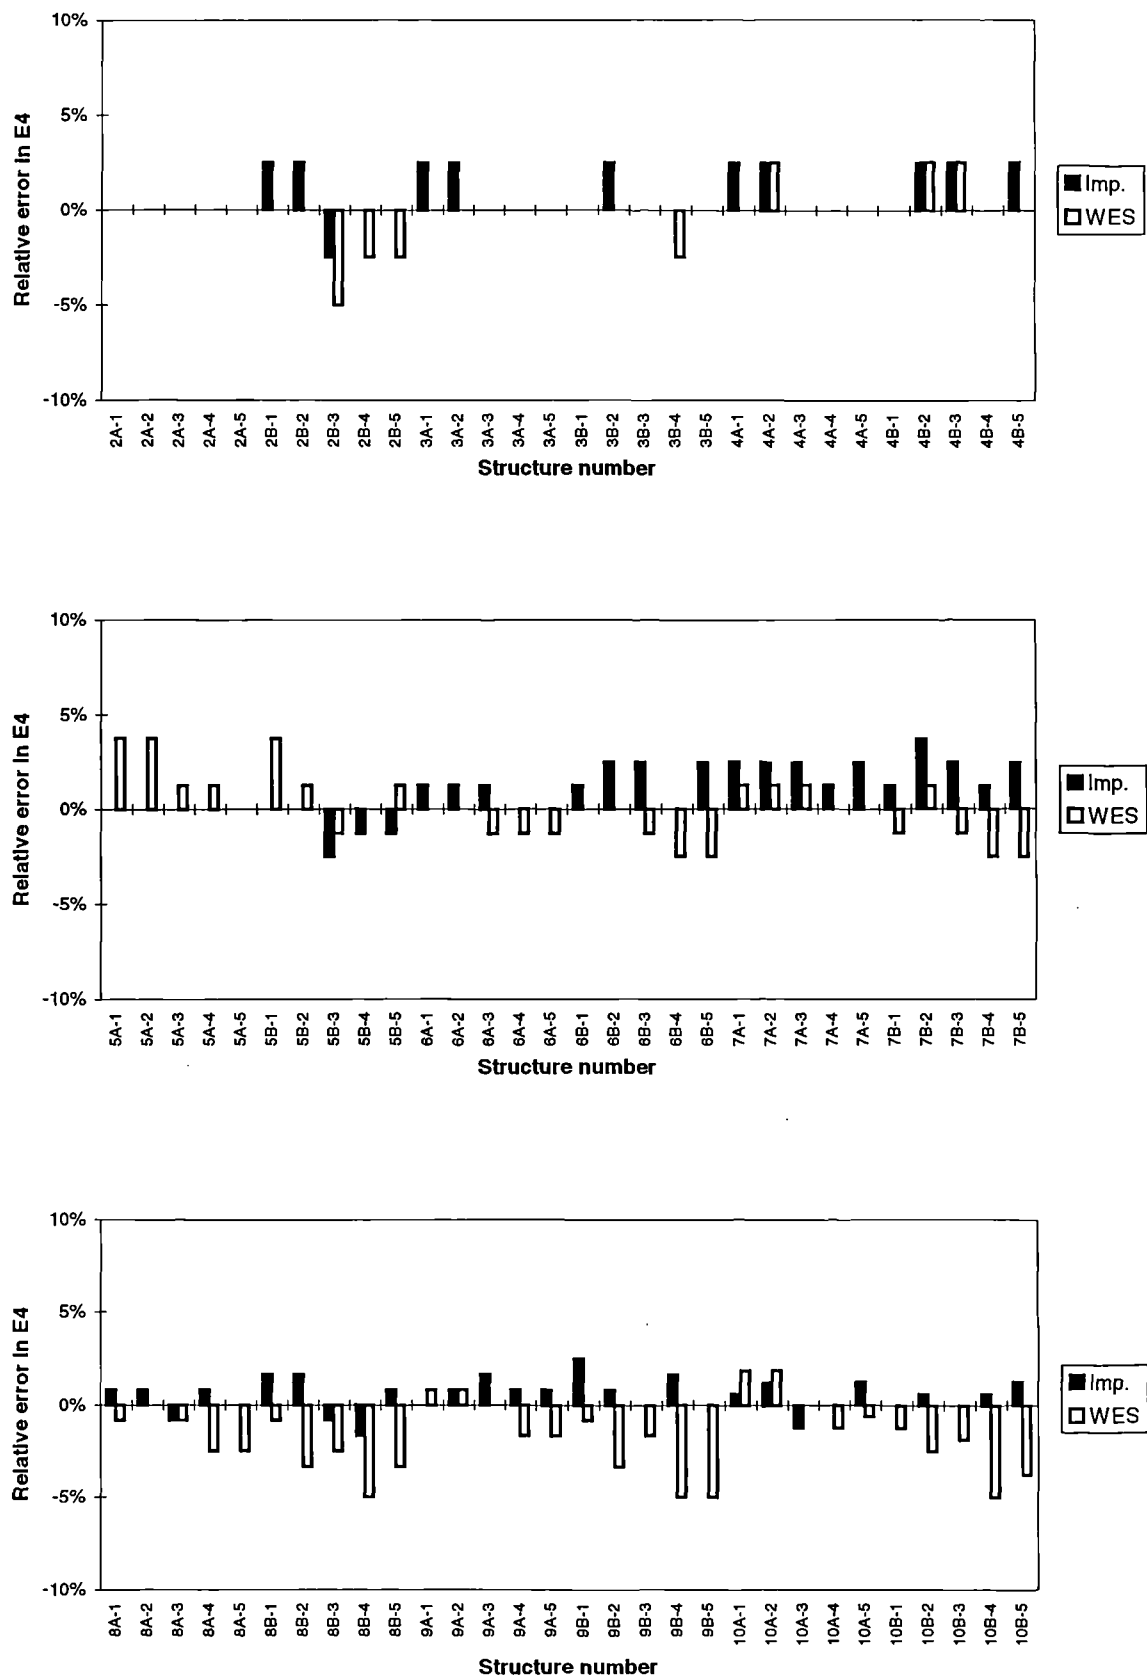 10%
5%
0%
-5%
-10%
Relative error in E4
2A-1 2A-2 2A-3 2A-4 2A-5 2B-1 2B-2 2B-3 2B-4 2B-5 3A-1 3A-2 3A-3 3A-4 3A-5 3B-1 3B-2 3B-3 3B-4 3B-5 4A-1 4A-2 4A-3 4A-4 4A-5 4B-1 4B-2 4B-3 4B-4 4B-5
Structure number
Imp.
WES
10%
5%
0%
-5%
-10%
Relative error in E4
5A-1 5A-2 5A-3 5A-4 5A-5 5B-1 5B-2 5B-3 5B-4 5B-5 6A-1 6A-2 6A-3 6A-4 6A-5 6B-1 6B-2 6B-3 6B-4 6B-5 7A-1 7A-2 7A-3 7A-4 7A-5 7B-1 7B-2 7B-3 7B-4 7B-5
Structure number
Imp.
WES
10%
5%
0%
-5%
-10%
Relative error in E4
8A-1 8A-2 8A-3 8A-4 8A-5 8B-1 8B-2 8B-3 8B-4 8B-5 9A-1 9A-2 9A-3 9A-4 9A-5 9B-1 9B-2 9B-3 9B-4 9B-5 10A-1 10A-2 10A-3 10A-4 10A-5 10B-1 10B-2 10B-3 10B-4 10B-5
Structure number
Imp.
WES